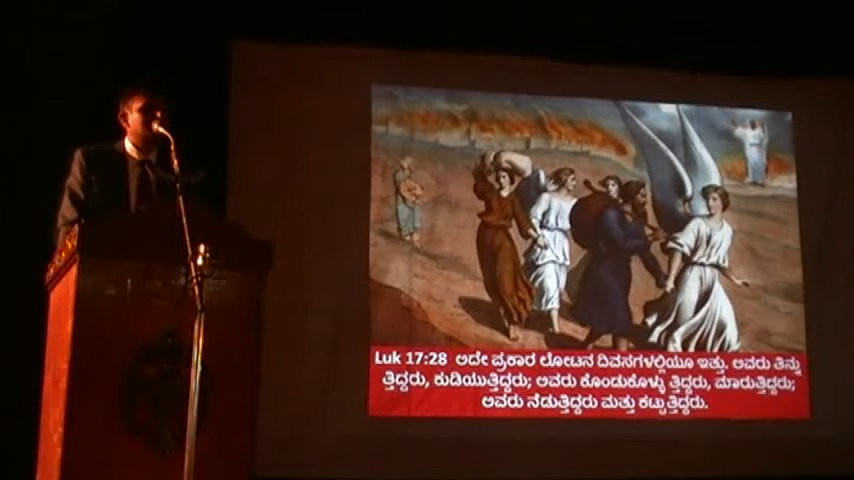 Luk 17:28 ಅದೇ ಪ್ರಕಾರ ಲೋಟನ ದಿವಸಗಳಲ್ಲಿಯೂ ಇತ್ತು. ಅವರು ತಿನ್ನು
ತ್ತಿದ್ದರು, ಕುಡಿಯುತ್ತಿದ್ದರು; ಅವರು ಕೊಂಡುಕೊಳ್ಳು ತ್ತಿದ್ದರು, ಮಾರುತ್ತಿದ್ದರು;
ಅವರು ನೆಡುತ್ತಿದ್ದರು ಮತ್ತು ಕಟ್ಟುತ್ತಿದ್ದರು.